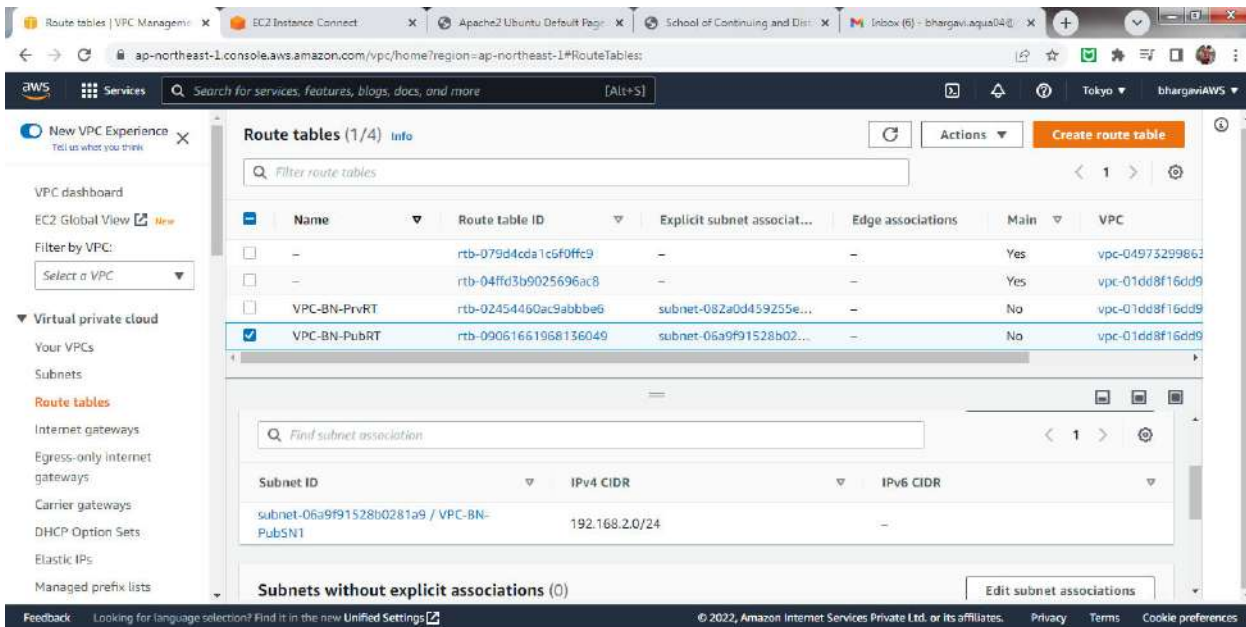 Route tables | VPC Manageme
EC2 Instance Connect
Apache2 Ubuntu Default Page
School of Continuing and Dist
Inbox (6) - bhargavi.aqua04@
ap-northeast-1.console.aws.amazon.com/vpc/home?region=ap-northeast-1#RouteTables:
aws Services Search for services, features, blogs, docs, and more [Alt+S] Tokyo bhargaviAWS
New VPC Experience
Tell us what you think
VPC dashboard
EC2 Global View New
Filter by VPC:
Select a VPC
Virtual private cloud
Your VPCs
Subnets
Route tables
Internet gateways
Egress-only internet
gateways
Carrier gateways
DHCP Option Sets
Elastic IPs
Managed prefix lists
Route tables (1/4) Info Actions Create route table
Filter route tables 1
Name Route table ID Explicit subnet associat... Edge associations Main VPC
– rtb-079d4cda1c6f0ffc9 – – Yes vpc-04973299863
– rtb-04ffd3b9025696ac8 – – Yes vpc-01dd8f16dd9
VPC-BN-PrvRT rtb-02454460ac9abbbe6 subnet-082a0d459255e... – No vpc-01dd8f16dd9
VPC-BN-PubRT rtb-09061661968136049 subnet-06a9f91528b02... – No vpc-01dd8f16dd9
Find subnet association 1
Subnet ID IPv4 CIDR IPv6 CIDR
subnet-06a9f91528b0281a9 / VPC-BN-
PubSN1 192.168.2.0/24 –
Subnets without explicit associations (0) Edit subnet associations
Feedback Looking for language selection? Find it in the new Unified Settings © 2022, Amazon Internet Services Private Ltd. or its affiliates. Privacy Terms Cookie preferences